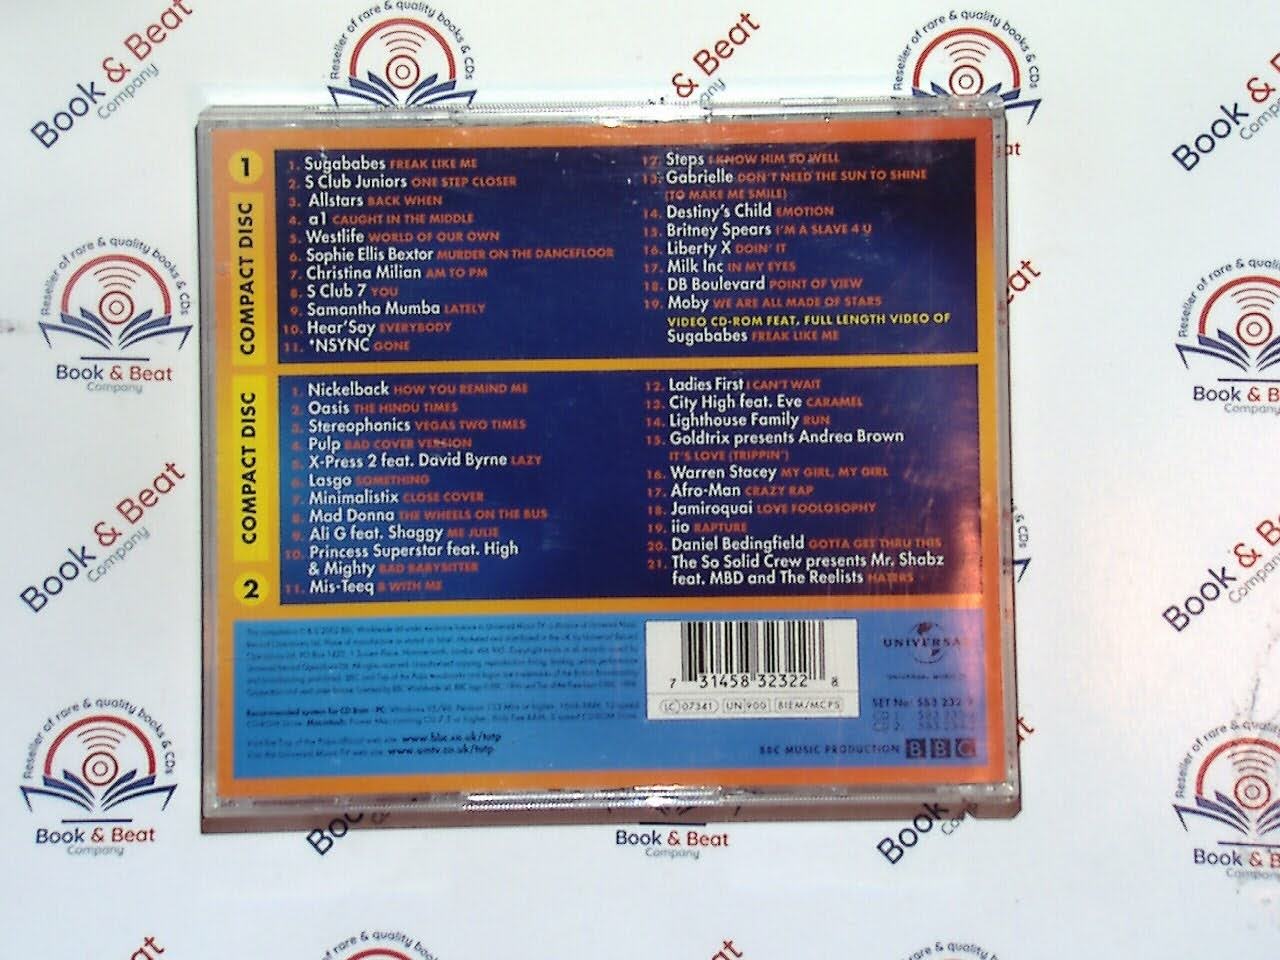 1
COMPACT DISC
1. Sugababes FREAK LIKE ME
2. S Club Juniors ONE STEP CLOSER
3. Allstars BACK WHEN
4. a1 CAUGHT IN THE MIDDLE
5. Westlife WORLD OF OUR OWN
6. Sophie Ellis Bextor MURDER ON THE DANCEFLOOR
7. Christina Milian AM TO PM
8. S Club 7 YOU
9. Samantha Mumba LATELY
10. Hear'Say EVERYBODY
11. *NSYNC GONE
12. Steps I KNOW HIM SO WELL
13. Gabrielle DON'T NEED THE SUN TO SHINE
(TO MAKE ME SMILE)
14. Destiny's Child EMOTION
15. Britney Spears I'M A SLAVE 4 U
16. Liberty X DOIN' IT
17. Milk Inc IN MY EYES
18. DB Boulevard POINT OF VIEW
19. Moby WE ARE ALL MADE OF STARS
VIDEO CD-ROM FEAT. FULL LENGTH VIDEO OF
Sugababes FREAK LIKE ME
COMPACT DISC
2
1. Nickelback HOW YOU REMIND ME
2. Oasis THE HINDU TIMES
3. Stereophonics VEGAS TWO TIMES
4. Pulp BAD COVER VERSION
5. X-Press 2 feat. David Byrne LAZY
6. Lasgo SOMETHING
7. Minimalistix CLOSE COVER
8. Mad Donna THE WHEELS ON THE BUS
9. Ali G feat. Shaggy ME JULIE
10. Princess Superstar feat. High
& Mighty BAD BABYSITTER
11. Mis-Teeq B WITH ME
12. Ladies First I CAN'T WAIT
13. City High feat. Eve CARAMEL
14. Lighthouse Family RUN
15. Goldtrix presents Andrea Brown
IT'S LOVE (TRIPPIN')
16. Warren Stacey MY GIRL, MY GIRL
17. Afro-Man CRAZY RAP
18. Jamiroquai LOVE FOOLOSOPHY
19. iio RAPTURE
20. Daniel Bedingfield GOTTA GET THRU THIS
21. The So Solid Crew presents Mr. Shabz
feat. MBD and The Reelists HATERS
www.bbc.co.uk/totp
www.umtv.co.uk/totp
7 31458 32322 8
LC 07341 UN 900 BIEM/MCPS
UNIVERSAL
SET No: 583 232
BBC MUSIC PRODUCTION BBC
Reseller of rare & quality books & CDs
Book & Beat
Company